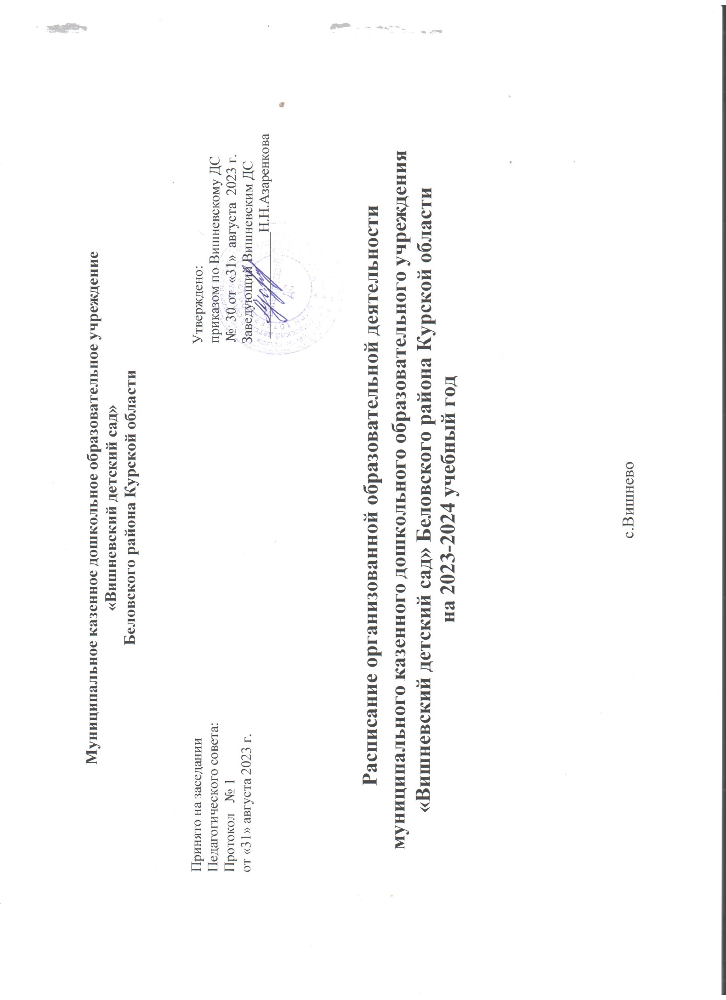 Муниципальное казенное дошкольное образовательное учреждение
«Вишневский детский сад»
Беловского района Курской области
Принято на заседании
Педагогического совета:
Протокол № 1
от «31» августа 2023 г.
Утверждено:
приказом по Вишневскому ДС
№ 30 от «31» августа 2023 г.
Заведующий Вишневским ДС
Н.Н.Азаренкова
ДС
Расписание организованной образовательной деятельности
муниципального казенного дошкольного образовательного учреждения
«Вишневский детский сад» Беловского района Курской области
на 2023-2024 учебный год
с.Вишнево